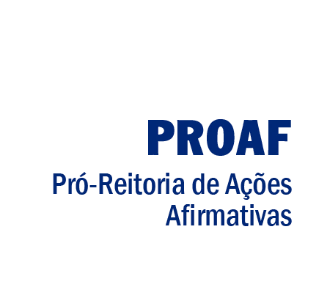 PROAF
Pró-Reitoria de Ações
Afirmativas